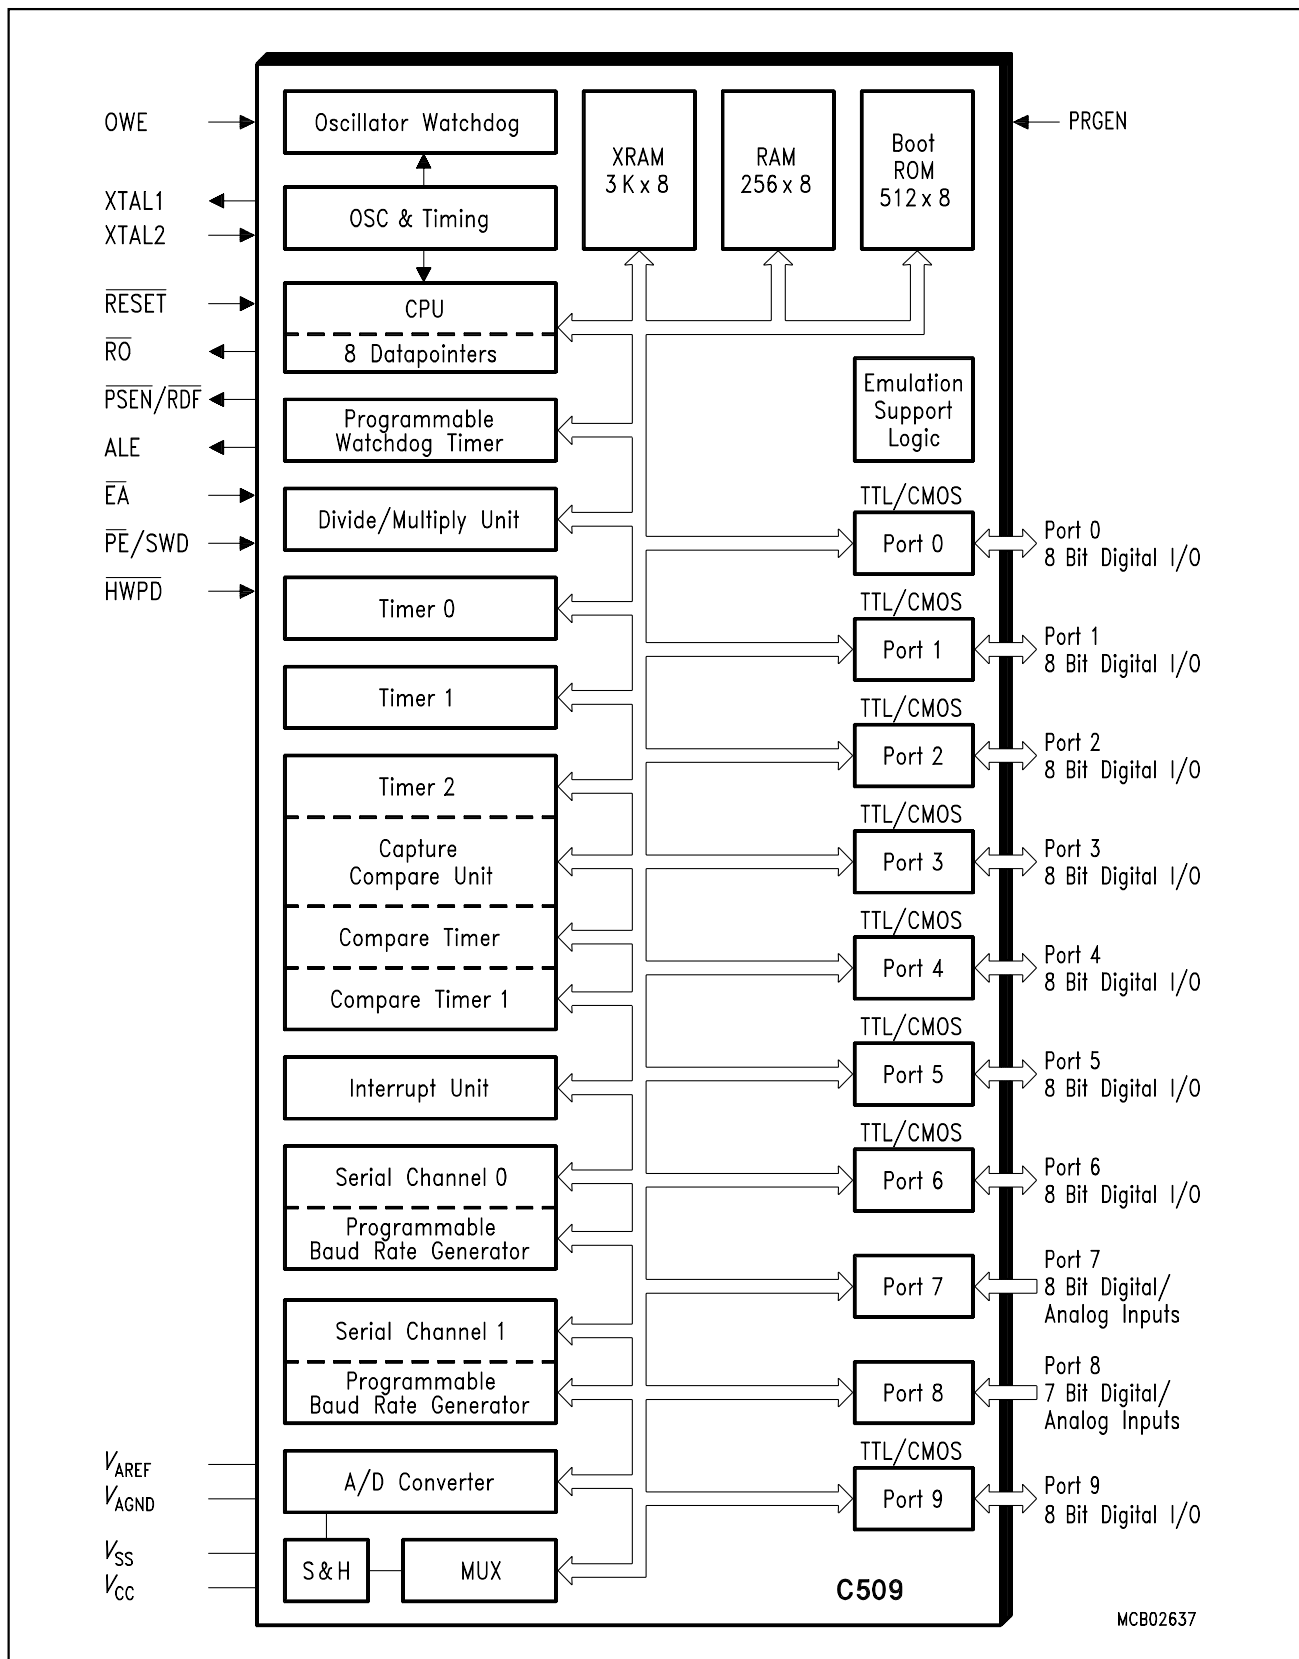 OWE
XTAL1
XTAL2
RESET
RO
PSEN/RDF
ALE
EA
PE/SWD
HWPD
VAREF
VAGND
VSS
VCC
Oscillator Watchdog
OSC & Timing
CPU
8 Datapointers
Programmable
Watchdog Timer
Divide/Multiply Unit
Timer 0
Timer 1
Timer 2
Capture
Compare Unit
Compare Timer
Compare Timer 1
Interrupt Unit
Serial Channel 0
Programmable
Baud Rate Generator
Serial Channel 1
Programmable
Baud Rate Generator
A/D Converter
S&H
MUX
XRAM
3K x 8
RAM
256 x 8
Boot
ROM
512 x 8
PRGEN
Emulation
Support
Logic
TTL/CMOS
Port 0
Port 0
8 Bit Digital I/O
TTL/CMOS
Port 1
Port 1
8 Bit Digital I/O
TTL/CMOS
Port 2
Port 2
8 Bit Digital I/O
TTL/CMOS
Port 3
Port 3
8 Bit Digital I/O
TTL/CMOS
Port 4
Port 4
8 Bit Digital I/O
TTL/CMOS
Port 5
Port 5
8 Bit Digital I/O
TTL/CMOS
Port 6
Port 6
8 Bit Digital I/O
Port 7
Port 7
8 Bit Digital/
Analog Inputs
Port 8
Port 8
7 Bit Digital/
Analog Inputs
TTL/CMOS
Port 9
Port 9
8 Bit Digital I/O
C509
MCB02637